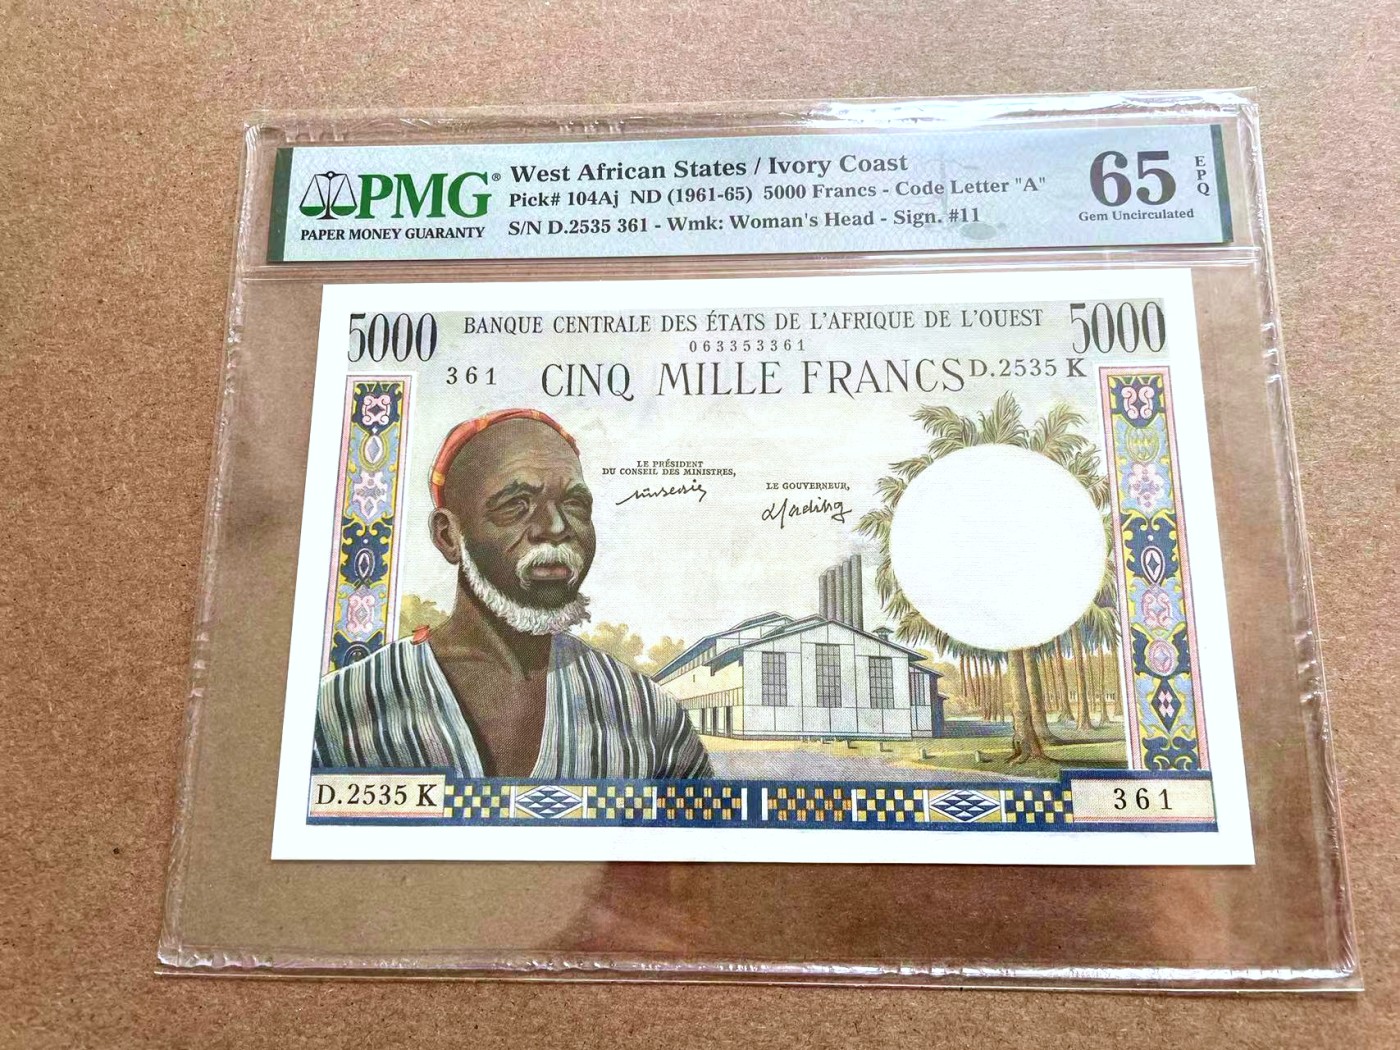 PMG®
PAPER MONEY GUARANTY
West African States / Ivory Coast
Pick# 104Aj ND (1961-65) 5000 Francs - Code Letter "A"
S/N D.2535 361 - Wmk: Woman's Head - Sign. #11
65
EPQ
Gem Uncirculated
5000
BANQUE CENTRALE DES ÉTATS DE L'AFRIQUE DE L'OUEST
5000
063353361
361
CINQ MILLE FRANCS
D.2535 K
LE PRÉSIDENT
DU CONSEIL DES MINISTRES,
LE GOUVERNEUR,
D.2535 K
361